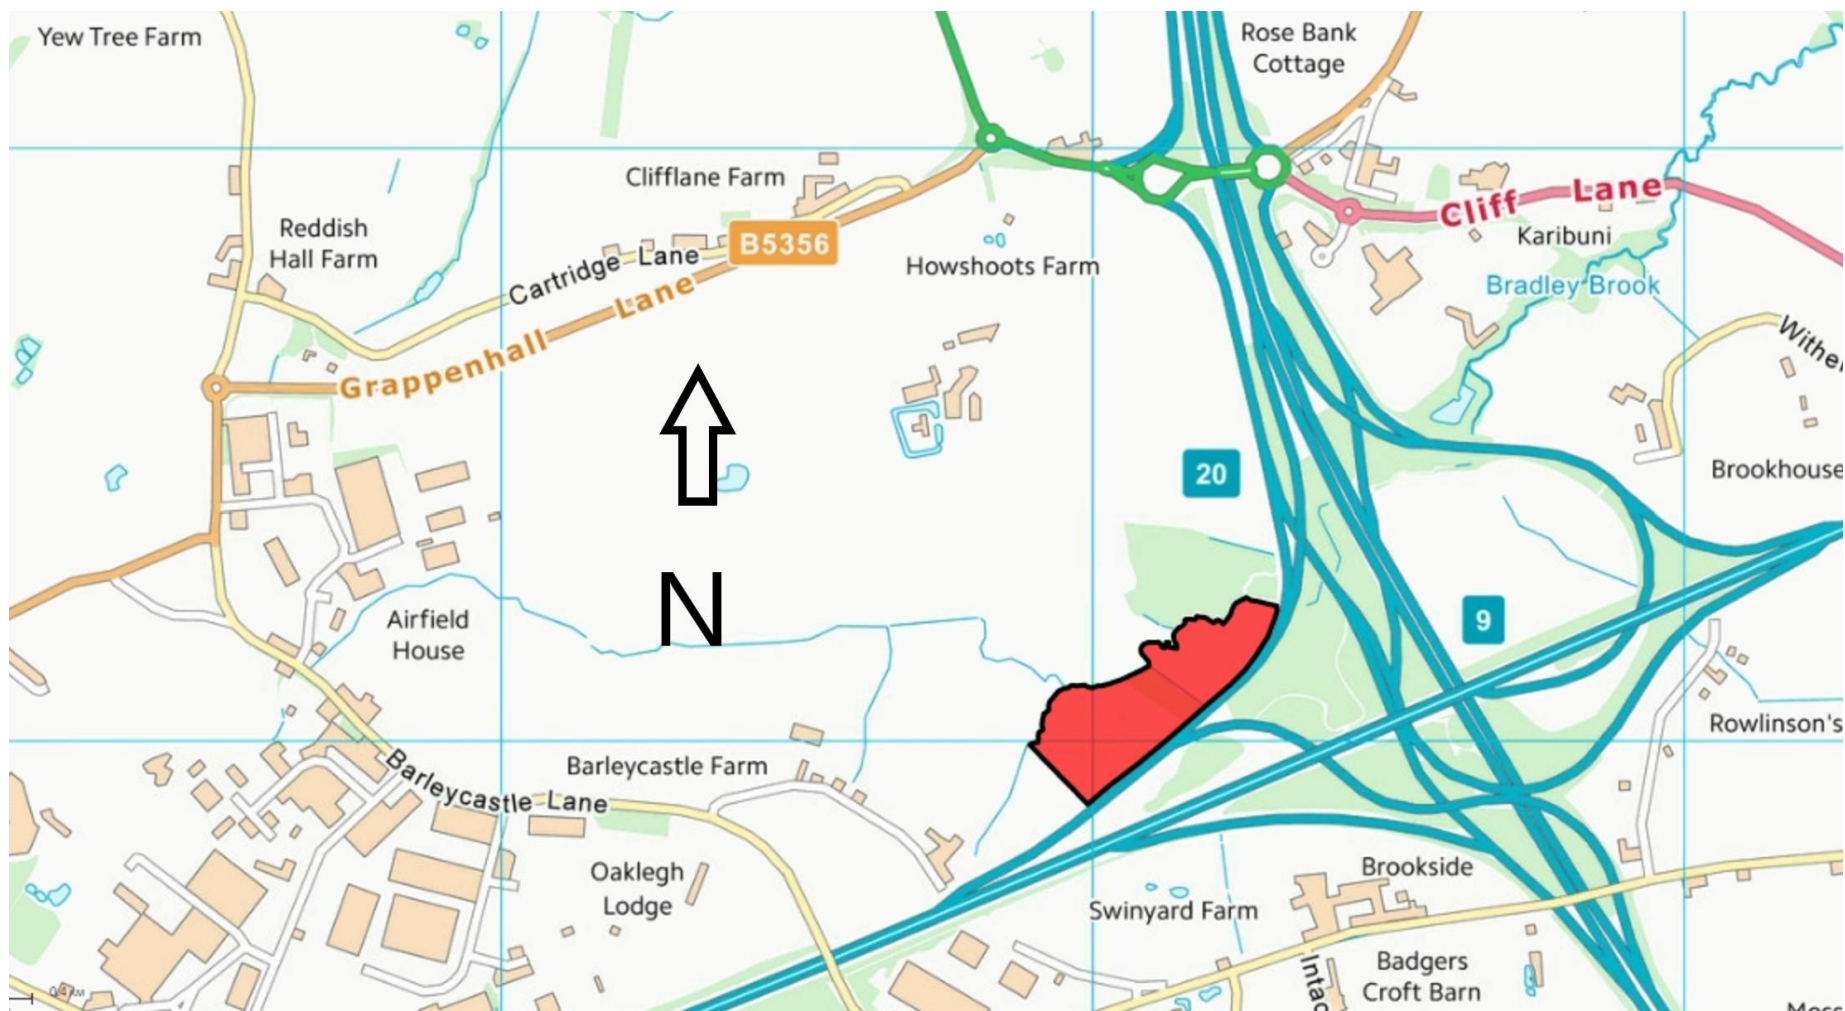 Yew Tree Farm
Rose Bank
Cottage
Clifflane Farm
Cliff Lane
Reddish
Hall Farm
B5356
Karibuni
Cartridge Lane
Howshoots Farm
Bradley Brook
Grappenhall Lane
Wither
20
Brookhouse
N
Airfield
House
9
Rowlinson's
Barleycastle Farm
Barleycastle Lane
Oaklegh
Lodge
Brookside
Swinyard Farm
Badgers
Croft Barn
Intac